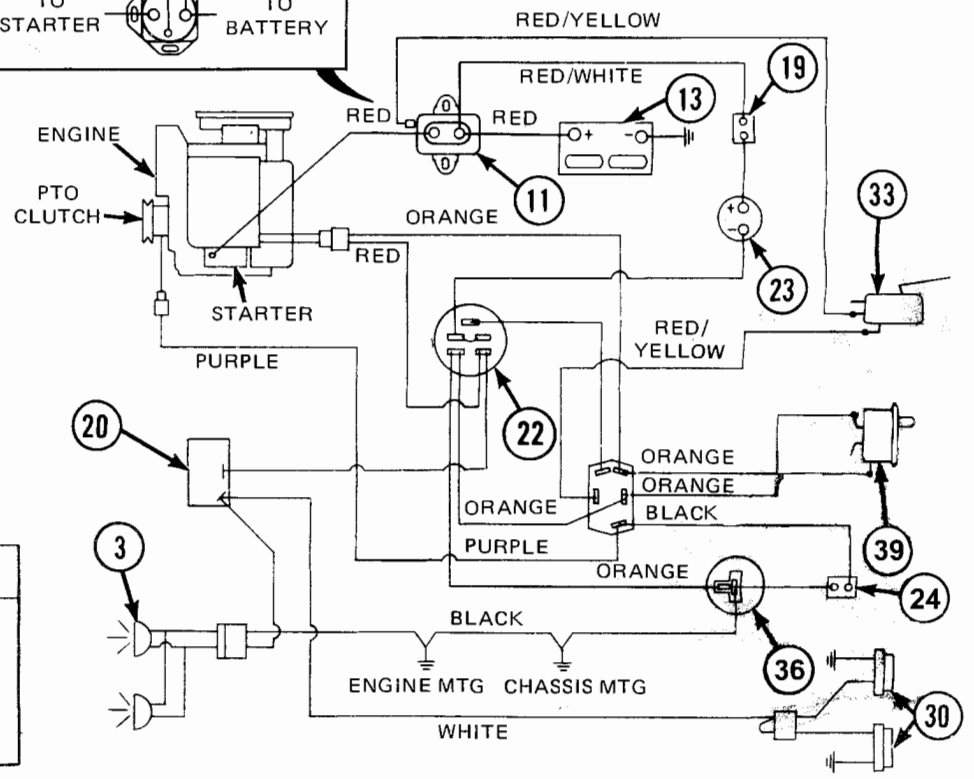 TO
STARTER
TO
BATTERY
RED/YELLOW
RED/WHITE
19
13
RED
RED
+
−
ENGINE
11
PTO
CLUTCH
ORANGE
33
RED
+
−
23
STARTER
RED/
YELLOW
PURPLE
22
20
ORANGE
ORANGE
ORANGE
BLACK
39
PURPLE
3
ORANGE
24
BLACK
36
ENGINE MTG
CHASSIS MTG
30
WHITE